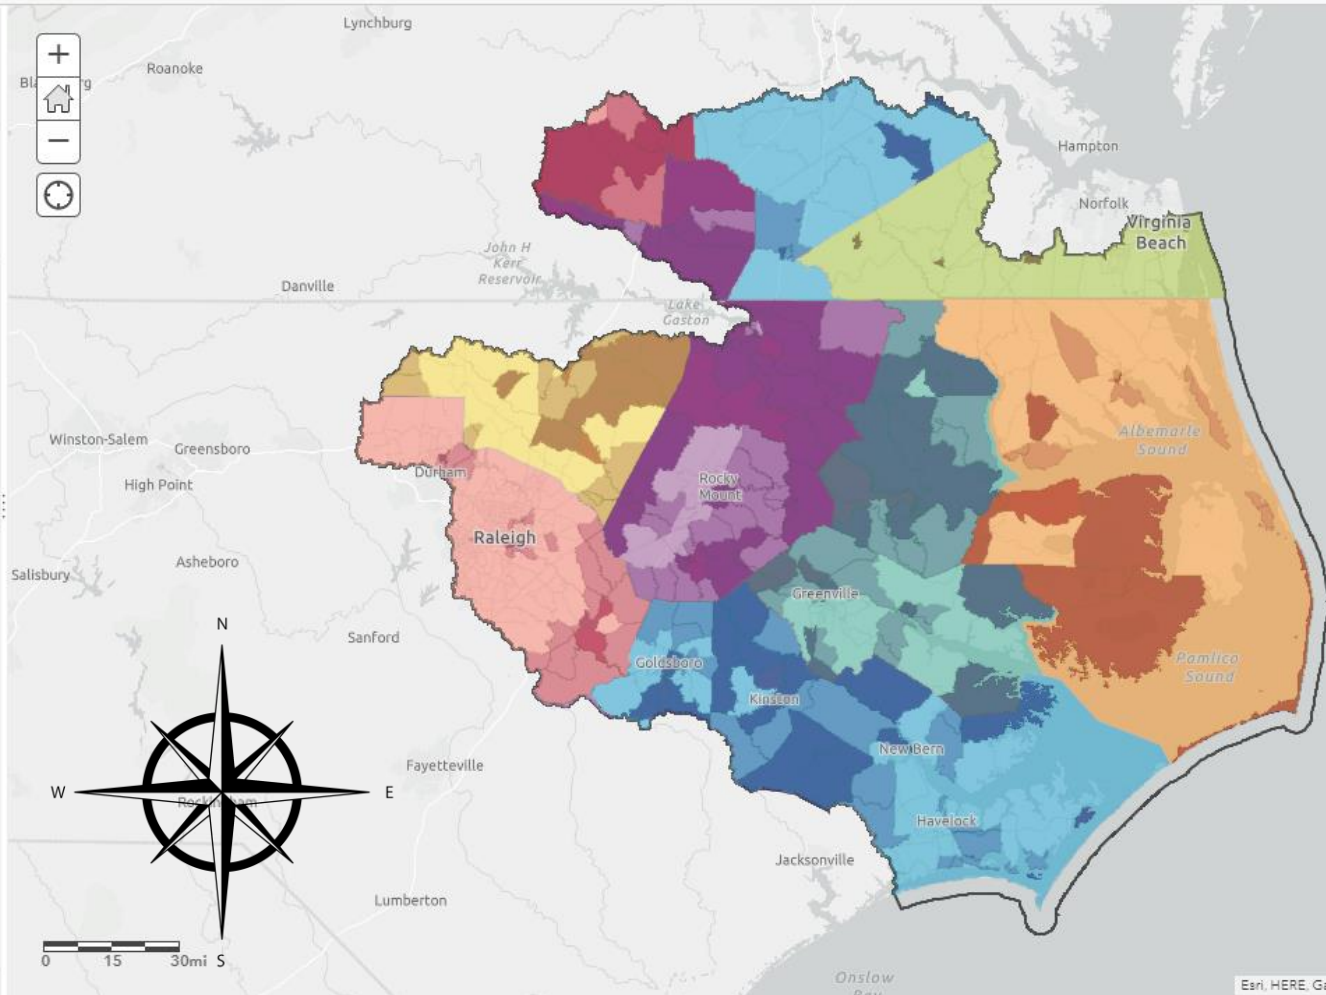 Lynchburg
+
Roanoke
Hampton
−
Norfolk
Virginia
Beach
John H
Kerr
Reservoir
Danville
Lake
Gaston
Winston-Salem
Greensboro
Albemarle
Sound
Durham
High Point
Rocky
Mount
Raleigh
Asheboro
Salisbury
Greenville
N
Sanford
Goldsboro
Pamlico
Sound
Kinston
New Bern
Fayetteville
W
Rockingham
E
Havelock
Jacksonville
Lumberton
0 15 30mi
S
Onslow
Bay
Esri, HERE,